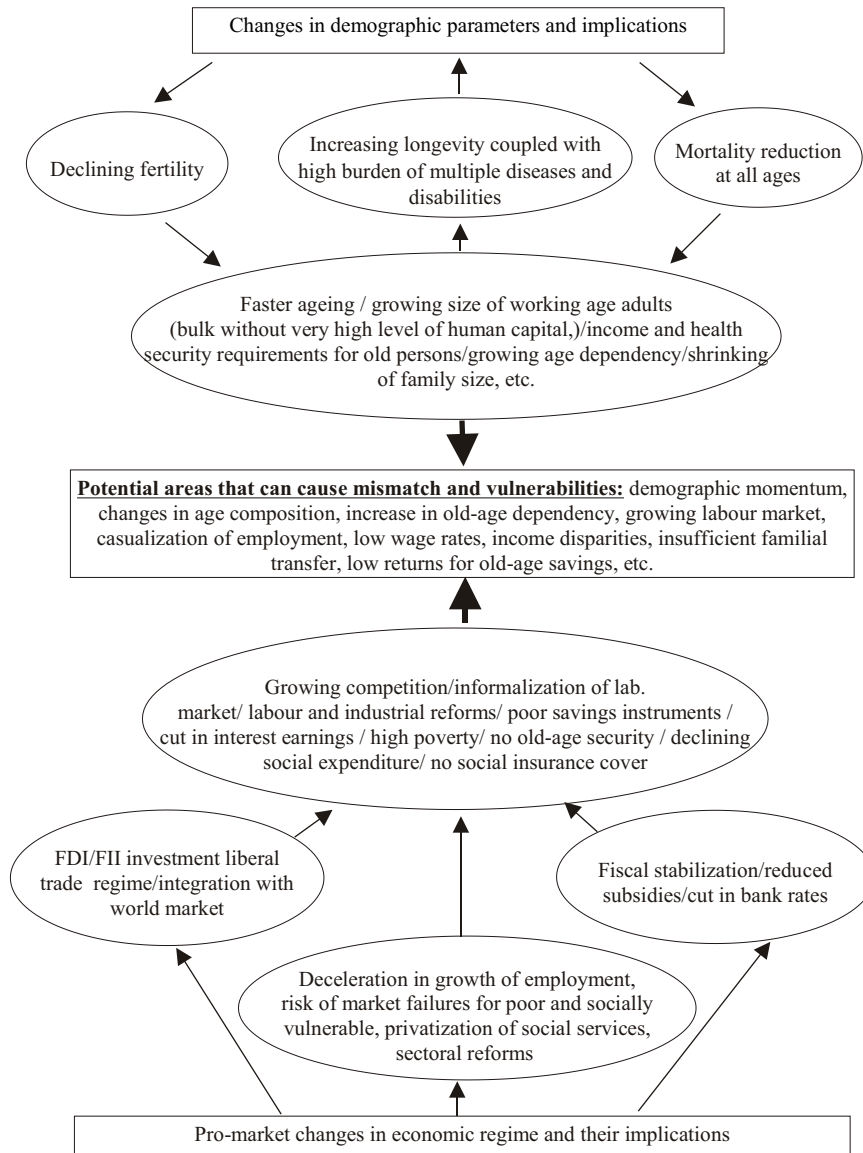 Changes in demographic parameters and implications
Declining fertility
Increasing longevity coupled with
high burden of multiple diseases and
disabilities
Mortality reduction
at all ages
Faster ageing / growing size of working age adults
(bulk without very high level of human capital,)/income and health
security requirements for old persons/growing age dependency/shrinking
of family size, etc.
Potential areas that can cause mismatch and vulnerabilities: demographic momentum,
changes in age composition, increase in old-age dependency, growing labour market,
casualization of employment, low wage rates, income disparities, insufficient familial
transfer, low returns for old-age savings, etc.
Growing competition/informalization of lab.
market/ labour and industrial reforms/ poor savings instruments /
cut in interest earnings / high poverty/ no old-age security / declining
social expenditure/ no social insurance cover
FDI/FII investment liberal
trade regime/integration with
world market
Fiscal stabilization/reduced
subsidies/cut in bank rates
Deceleration in growth of employment,
risk of market failures for poor and socially
vulnerable, privatization of social services,
sectoral reforms
Pro-market changes in economic regime and their implications